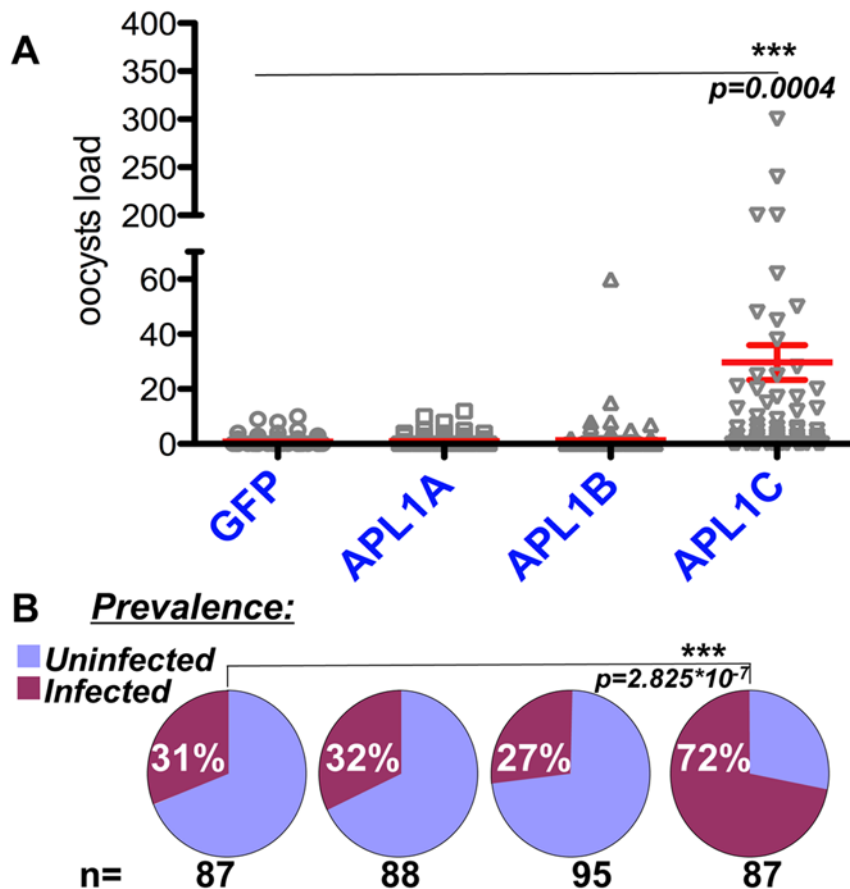 A
400
350
300
250
200
60
40
20
0
oocysts load
***
p=0.0004
GFP APL1A APL1B APL1C
B Prevalence:
Uninfected
Infected
***
p=2.825*10-7
31% 32% 27% 72%
n= 87 88 95 87